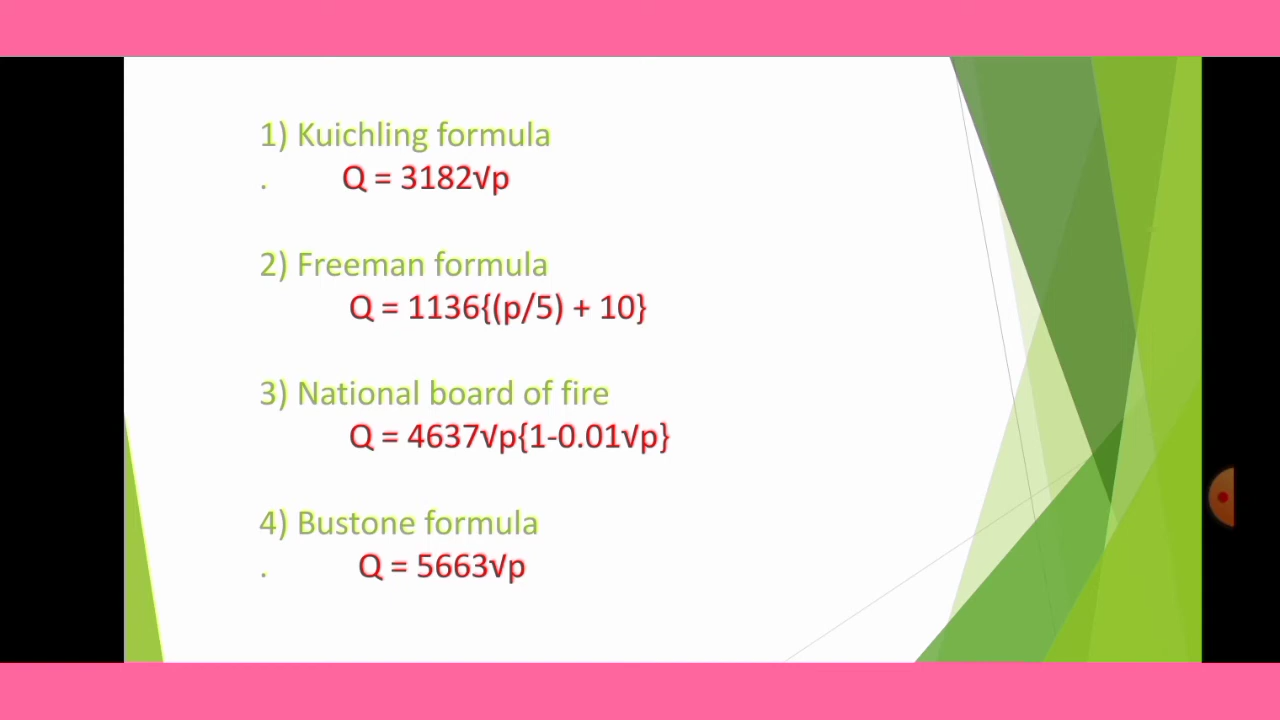 1) Kuichling formula
. Q = 3182√p
2) Freeman formula
Q = 1136{(p/5) + 10}
3) National board of fire
Q = 4637√p{1-0.01√p}
4) Bustone formula
. Q = 5663√p